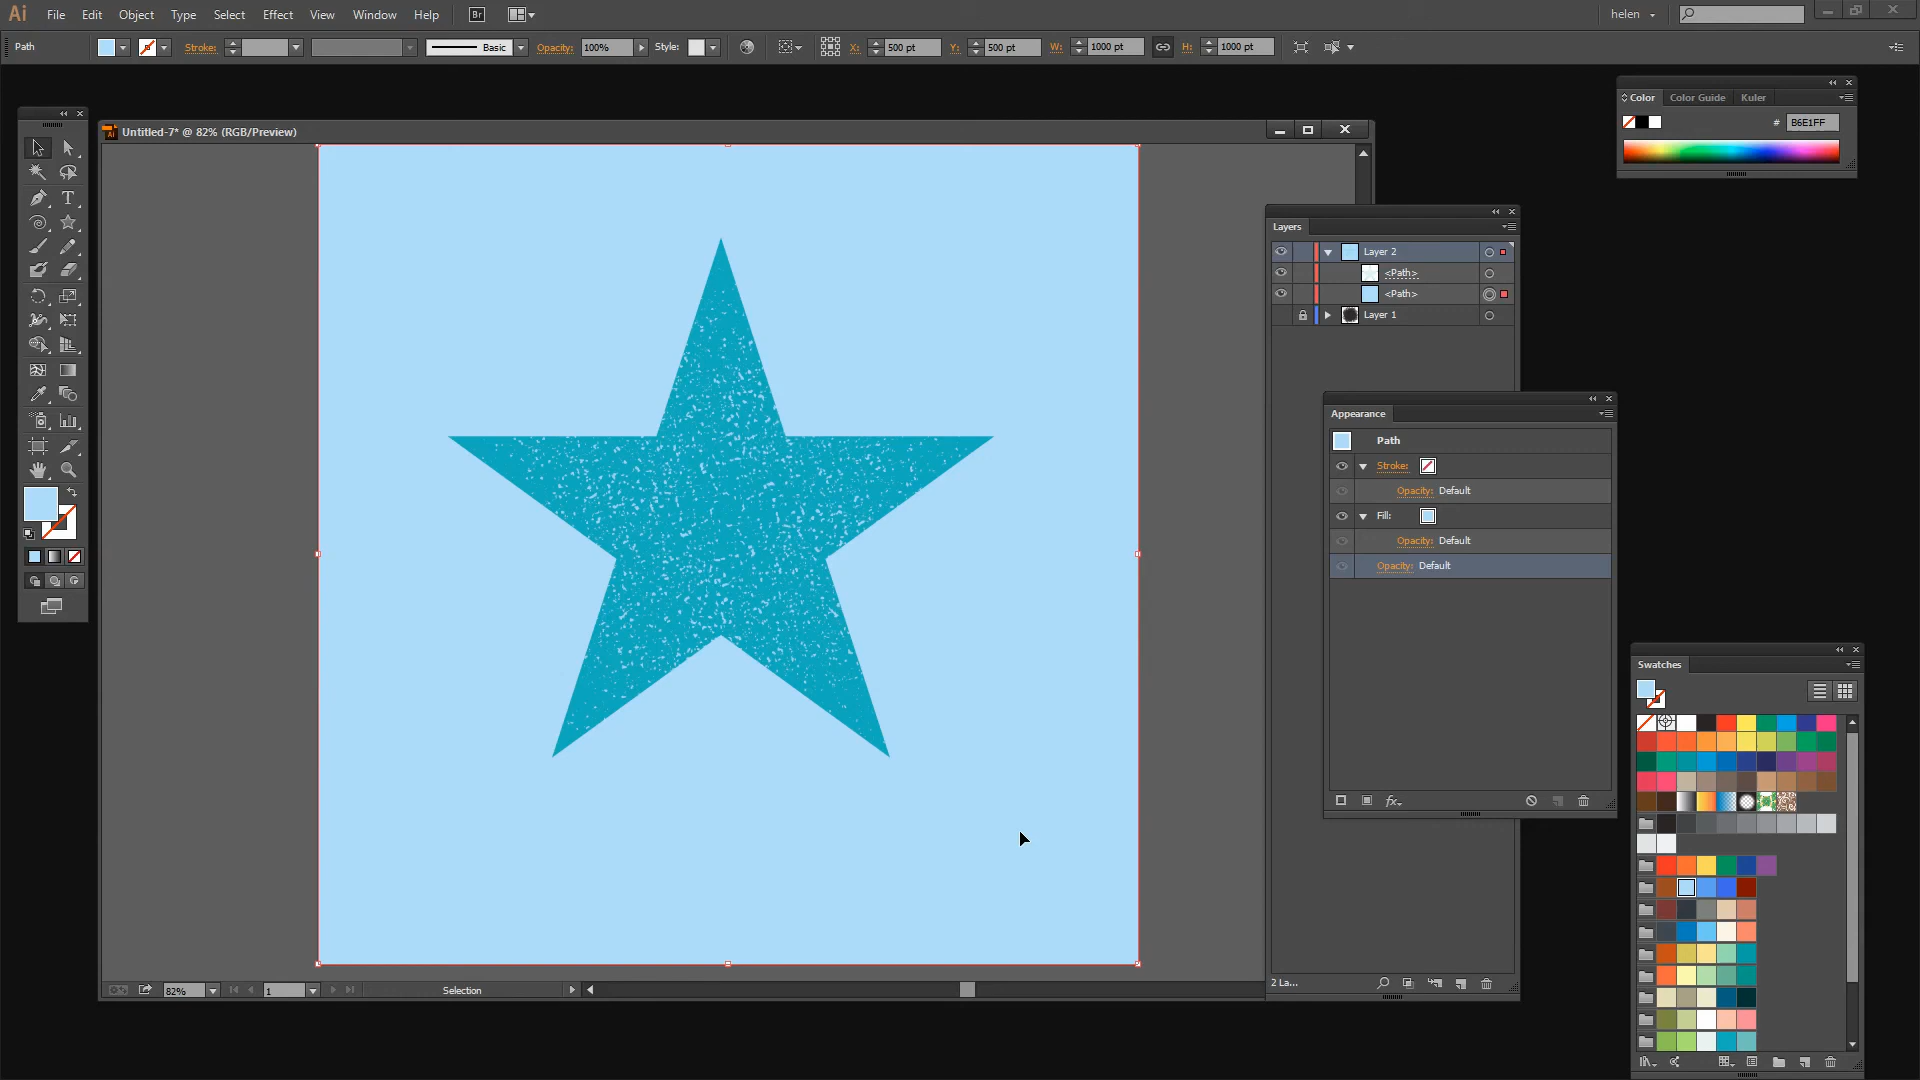 Ai File Edit Object Type Select Effect View Window Help Br helen
Path Stroke: Basic Opacity: 100% Style: X: 500 pt Y: 500 pt W: 1000 pt H: 1000 pt
Color Color Guide Kuler
# B6E1FF
Ai Untitled-7* @ 82% (RGB/Preview)
T
Layers
Layer 2
<Path>
<Path>
Layer 1
Appearance
Path
Stroke:
Opacity: Default
Fill:
Opacity: Default
Opacity: Default
fx
Swatches
2 La...
82% 1 Selection